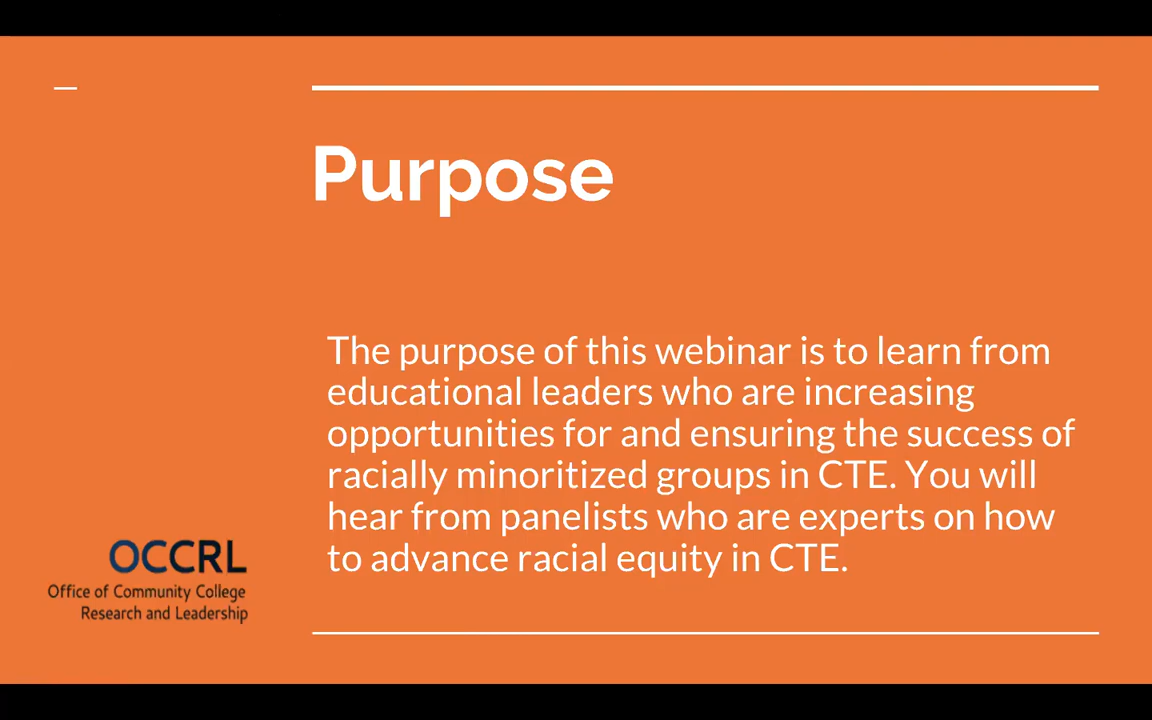 Purpose
The purpose of this webinar is to learn from
educational leaders who are increasing
opportunities for and ensuring the success of
racially minoritized groups in CTE. You will
hear from panelists who are experts on how
to advance racial equity in CTE.
OCCRL
Office of Community College
Research and Leadership